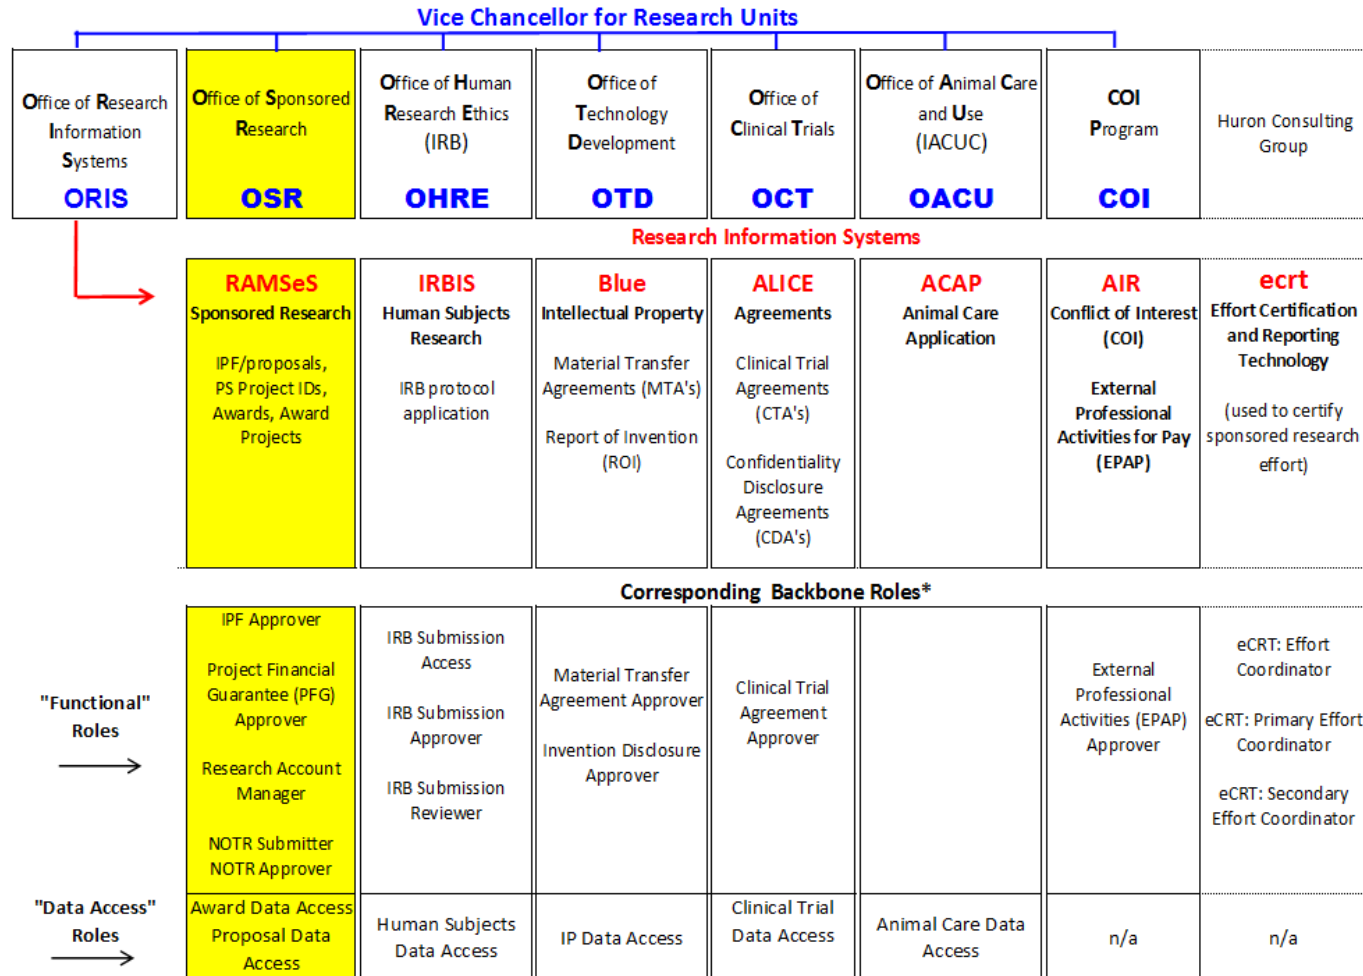 Vice Chancellor for Research Units
Office of Research
Information
Systems
ORIS
Office of Sponsored
Research
OSR
Office of Human
Research Ethics
(IRB)
OHRE
Office of
Technology
Development
OTD
Office of
Clinical Trials
OCT
Office of Animal Care
and Use
(IACUC)
OACU
COI
Program
COI
Huron Consulting
Group
Research Information Systems
RAMSeS
Sponsored Research
IPF/proposals,
PS Project IDs,
Awards, Award
Projects
IRBIS
Human Subjects
Research
IRB protocol
application
Blue
Intellectual Property
Material Transfer
Agreements (MTA's)
Report of Invention
(ROI)
ALICE
Agreements
Clinical Trial
Agreements
(CTA's)
Confidentiality
Disclosure
Agreements
(CDA's)
ACAP
Animal Care
Application
AIR
Conflict of Interest
(COI)
External
Professional
Activities for Pay
(EPAP)
ecrt
Effort Certification
and Reporting
Technology
(used to certify
sponsored research
effort)
Corresponding Backbone Roles*
"Functional"
Roles
IPF Approver
Project Financial
Guarantee (PFG)
Approver
Research Account
Manager
NOTR Submitter
NOTR Approver
IRB Submission
Access
IRB Submission
Approver
IRB Submission
Reviewer
Material Transfer
Agreement Approver
Invention Disclosure
Approver
Clinical Trial
Agreement
Approver
External
Professional
Activities (EPAP)
Approver
eCRT: Effort
Coordinator
eCRT: Primary Effort
Coordinator
eCRT: Secondary
Effort Coordinator
"Data Access"
Roles
Award Data Access
Proposal Data
Access
Human Subjects
Data Access
IP Data Access
Clinical Trial
Data Access
Animal Care Data
Access
n/a
n/a